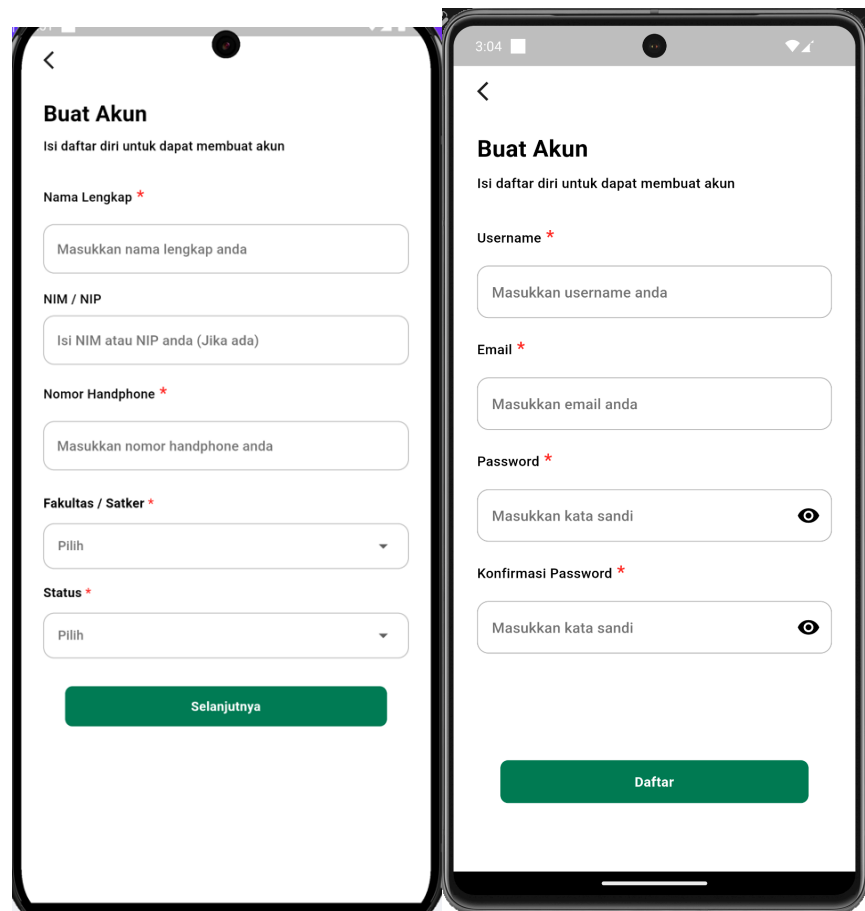 Buat Akun
Isi daftar diri untuk dapat membuat akun
Nama Lengkap *
Masukkan nama lengkap anda
NIM / NIP
Isi NIM atau NIP anda (Jika ada)
Nomor Handphone *
Masukkan nomor handphone anda
Fakultas / Satker *
Pilih
Status *
Pilih
Selanjutnya
3:04
Buat Akun
Isi daftar diri untuk dapat membuat akun
Username *
Masukkan username anda
Email *
Masukkan email anda
Password *
Masukkan kata sandi
Konfirmasi Password *
Masukkan kata sandi
Daftar